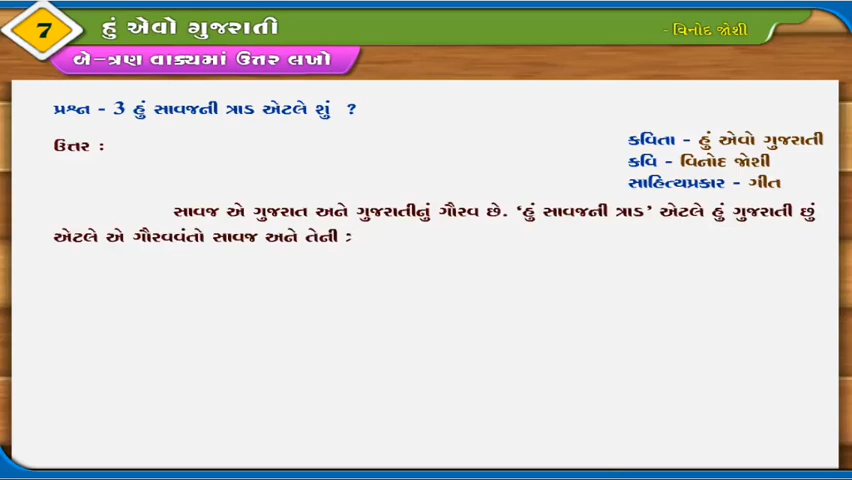 7
હું એવો ગુજરાતી
- વિનોદ જોશી
બે-ત્રણ વાક્યમાં ઉત્તર લખો
પ્રશ્ન - 3 હું સાવજની ત્રાડ એટલે શું ?
ઉત્તર :
કવિતા - હું એવો ગુજરાતી
કવિ - વિનોદ જોશી
સાહિત્યપ્રકાર - ગીત
સાવજ એ ગુજરાત અને ગુજરાતીનું ગૌરવ છે. ‘હું સાવજની ત્રાડ’ એટલે હું ગુજરાતી છું
એટલે એ ગૌરવવંતો સાવજ અને તેની